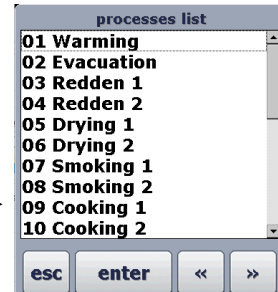 processes list
01 Warming
02 Evacuation
03 Redden 1
04 Redden 2
05 Drying 1
06 Drying 2
07 Smoking 1
08 Smoking 2
09 Cooking 1
10 Cooking 2
esc enter « »